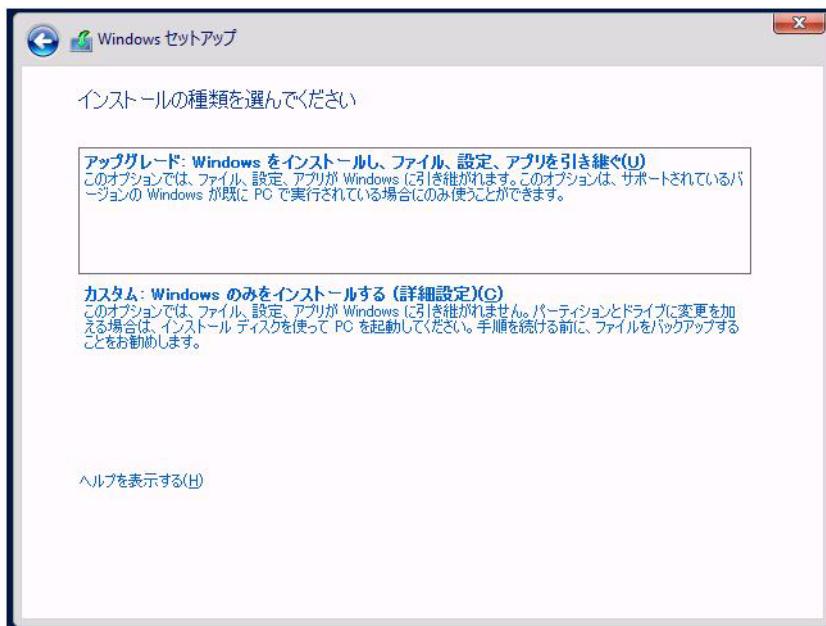 Windows セットアップ
インストールの種類を選んでください
アップグレード: Windows をインストールし、ファイル、設定、アプリを引き継ぐ(U)
このオプションでは、ファイル、設定、アプリが Windows に引き継がれます。このオプションは、サポートされているバ
ージョンの Windows が既に PC で実行されている場合にのみ使うことができます。
カスタム: Windows のみをインストールする (詳細設定)(C)
このオプションでは、ファイル、設定、アプリが Windows に引き継がれません。パーティションとドライブに変更を加
える場合は、インストール ディスクを使って PC を起動してください。手順を続ける前に、ファイルをバックアップする
ことをお勧めします。
ヘルプを表示する(H)